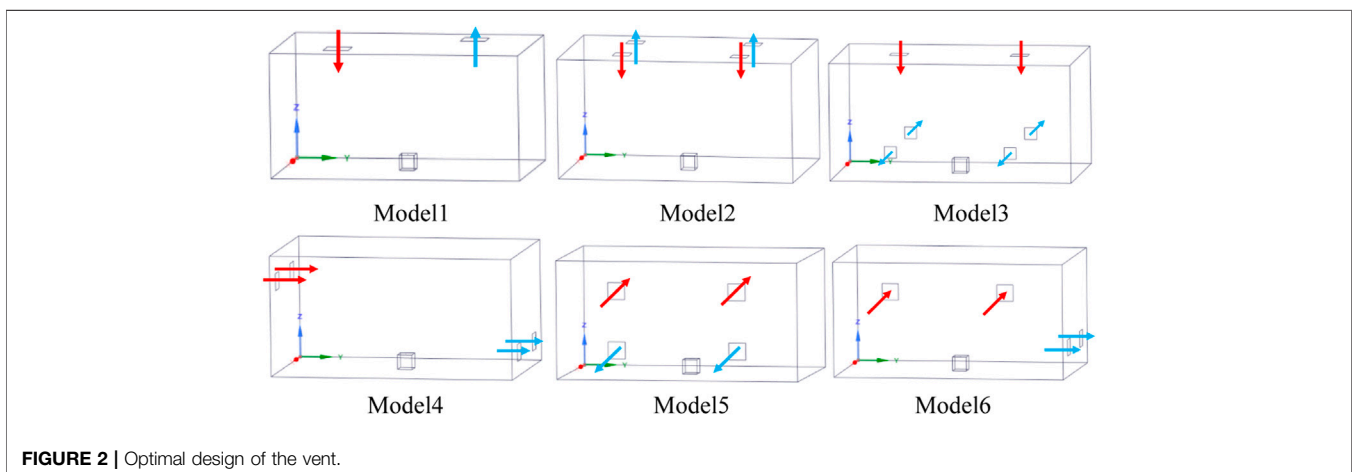 Z
Y
Z
Y
Z
Y
Model1
Model2
Model3
Z
Y
Z
Y
Z
Y
Model4
Model5
Model6
FIGURE 2 | Optimal design of the vent.